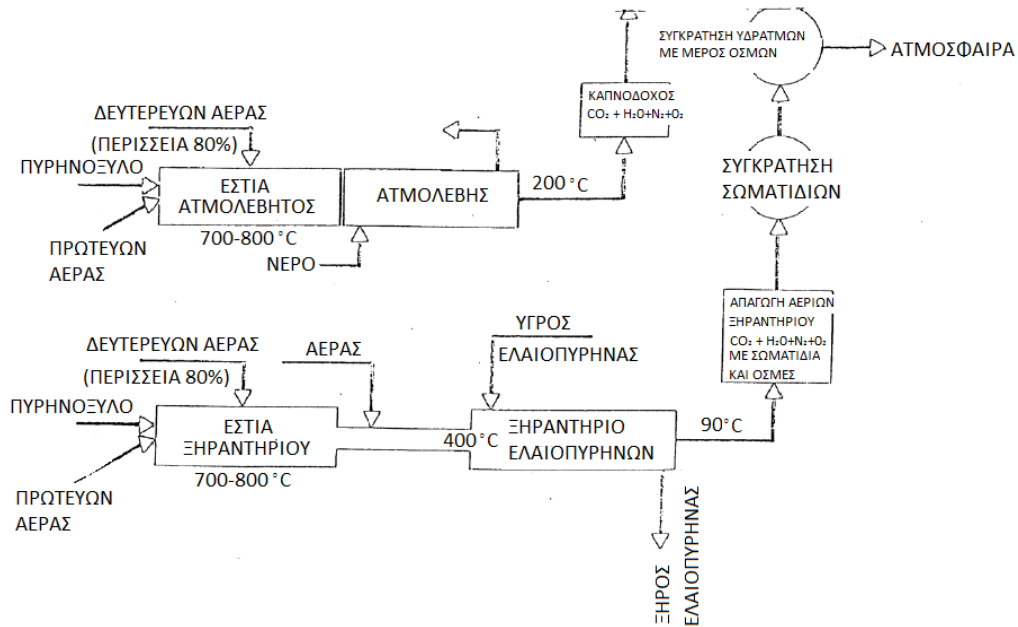 ΣΥΓΚΡΑΤΗΣΗ ΥΔΡΑΤΜΩΝ
ΜΕ ΜΕΡΟΣ ΟΣΜΩΝ
ΑΤΜΟΣΦΑΙΡΑ
ΚΑΠΝΟΔΟΧΟΣ
CO₂ + H₂O+N₂+O₂
ΔΕΥΤΕΡΕΥΩΝ ΑΕΡΑΣ
(ΠΕΡΙΣΣΕΙΑ 80%)
ΠΥΡΗΝΟΞΥΛΟ
ΕΣΤΙΑ
ΑΤΜΟΛΕΒΗΤΟΣ
ΑΤΜΟΛΕΒΗΣ
200°C
ΣΥΓΚΡΑΤΗΣΗ
ΣΩΜΑΤΙΔΙΩΝ
700-800°C
ΠΡΩΤΕΥΩΝ
ΑΕΡΑΣ
ΝΕΡΟ
ΑΠΑΓΩΓΗ ΑΕΡΙΩΝ
ΞΗΡΑΝΤΗΡΙΟΥ
CO₂ + H₂O+N₂+O₂
ΜΕ ΣΩΜΑΤΙΔΙΑ
ΚΑΙ ΟΣΜΕΣ
ΔΕΥΤΕΡΕΥΩΝ ΑΕΡΑΣ
(ΠΕΡΙΣΣΕΙΑ 80%)
ΑΕΡΑΣ
ΥΓΡΟΣ
ΕΛΑΙΟΠΥΡΗΝΑΣ
ΠΥΡΗΝΟΞΥΛΟ
ΕΣΤΙΑ
ΞΗΡΑΝΤΗΡΙΟΥ
400°C
ΞΗΡΑΝΤΗΡΙΟ
ΕΛΑΙΟΠΥΡΗΝΩΝ
90°C
700-800°C
ΠΡΩΤΕΥΩΝ
ΑΕΡΑΣ
ΞΗΡΟΣ
ΕΛΑΙΟΠΥΡΗΝΑΣ